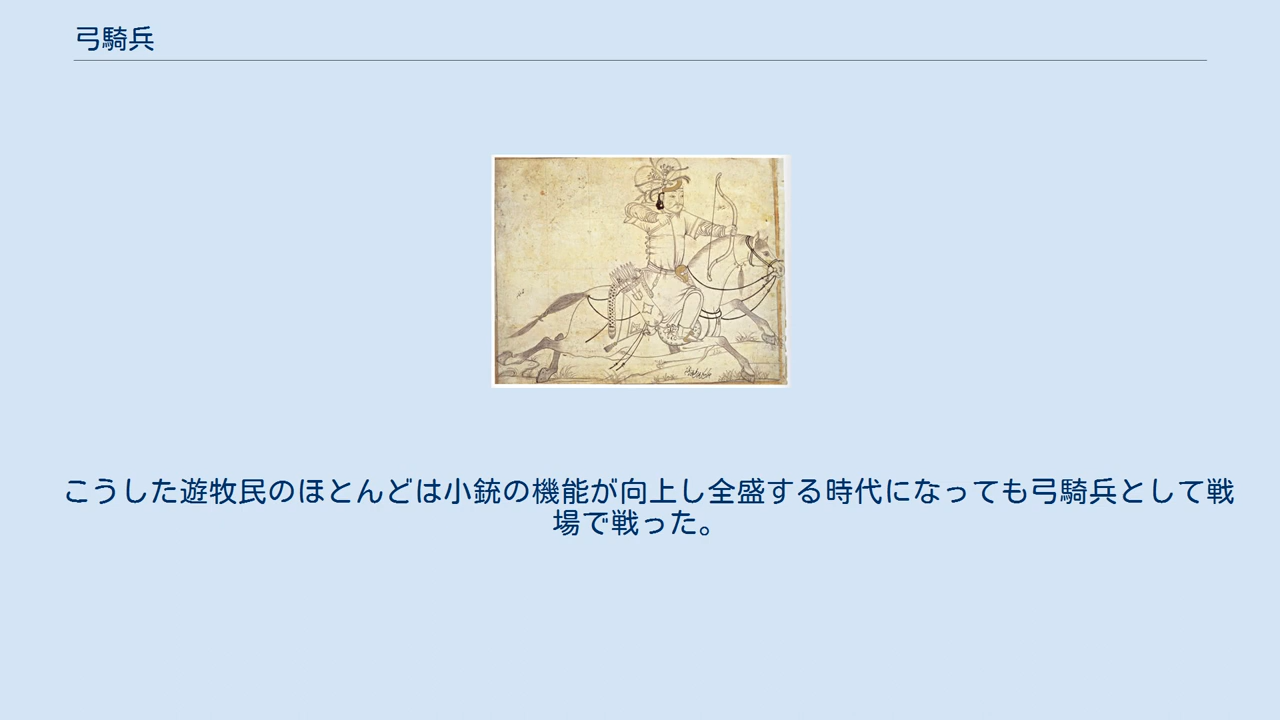 弓騎兵
こうした遊牧民のほとんどは小銃の機能が向上し全盛する時代になっても弓騎兵として戦
場で戦った。